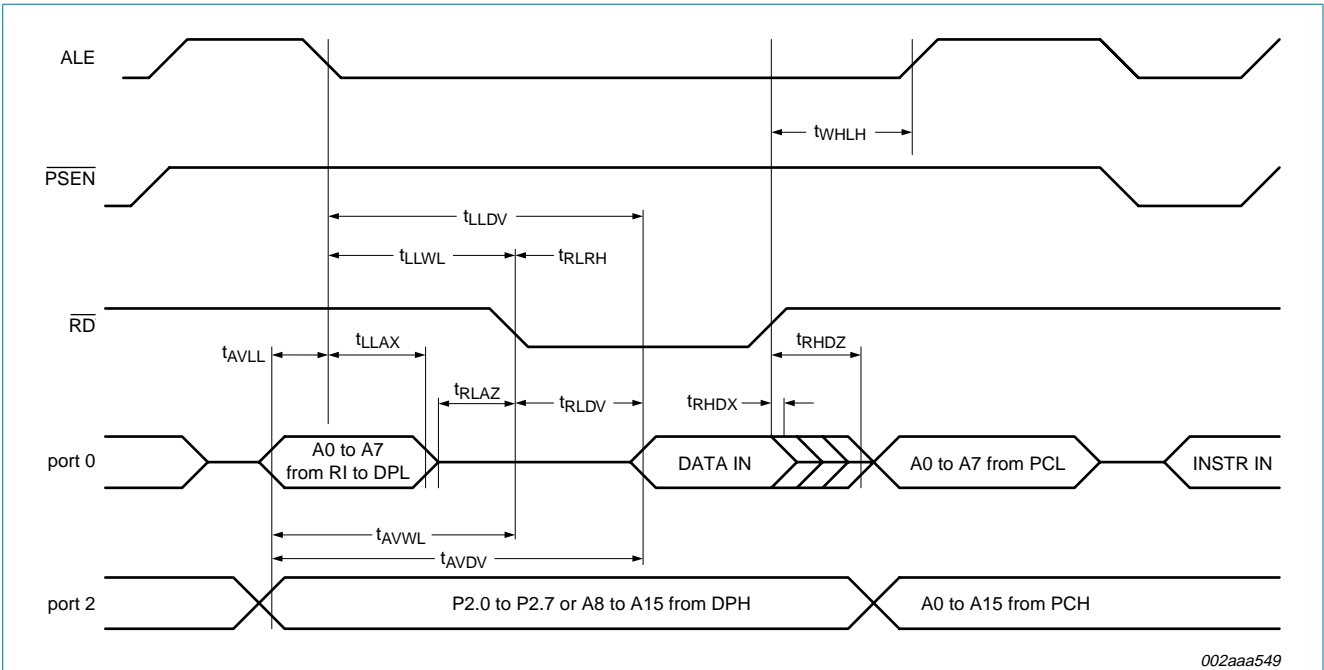 ALE
tWHLH
PSEN
tLLDV
tLLWL
tRLRH
RD
tAVLL
tLLAX
tRHDZ
tRLAZ
tRLDV
tRHDX
port 0
A0 to A7
from RI to DPL
DATA IN
A0 to A7 from PCL
INSTR IN
tAVWL
tAVDV
port 2
P2.0 to P2.7 or A8 to A15 from DPH
A0 to A15 from PCH
002aaa549